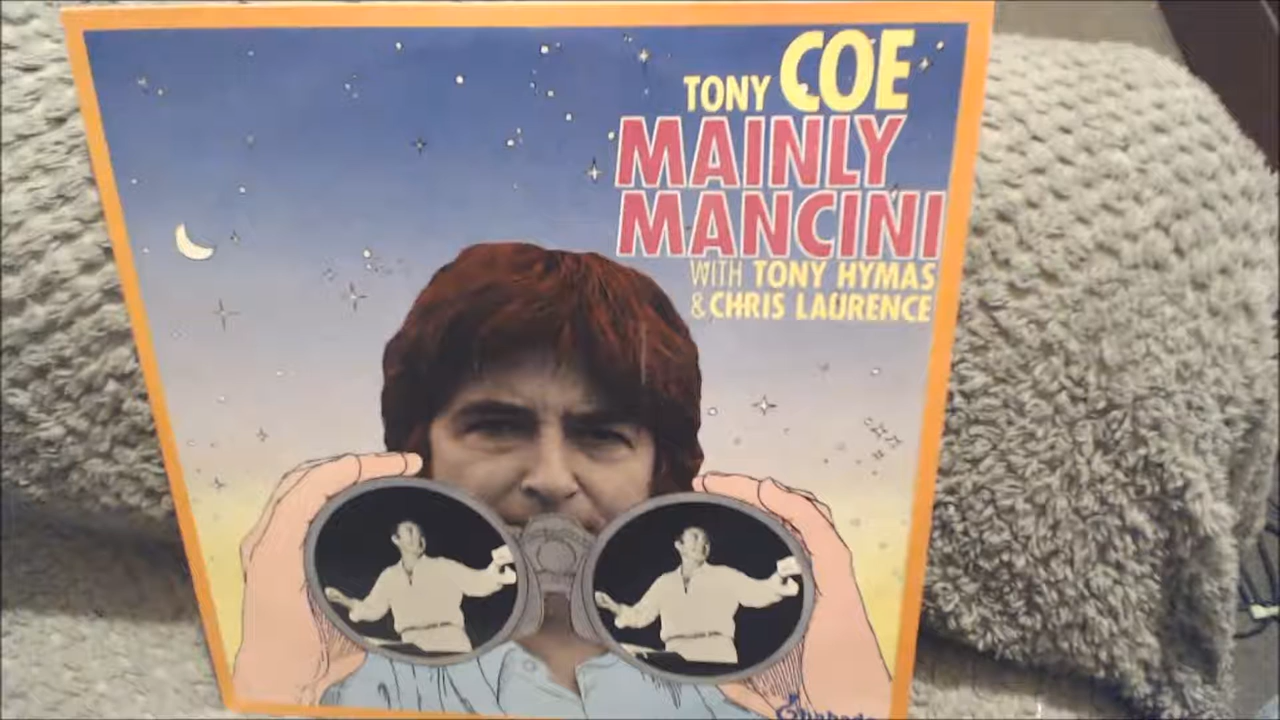 TONY COE
MAINLY
MANCINI
WITH TONY HYMAS
& CHRIS LAURENCE